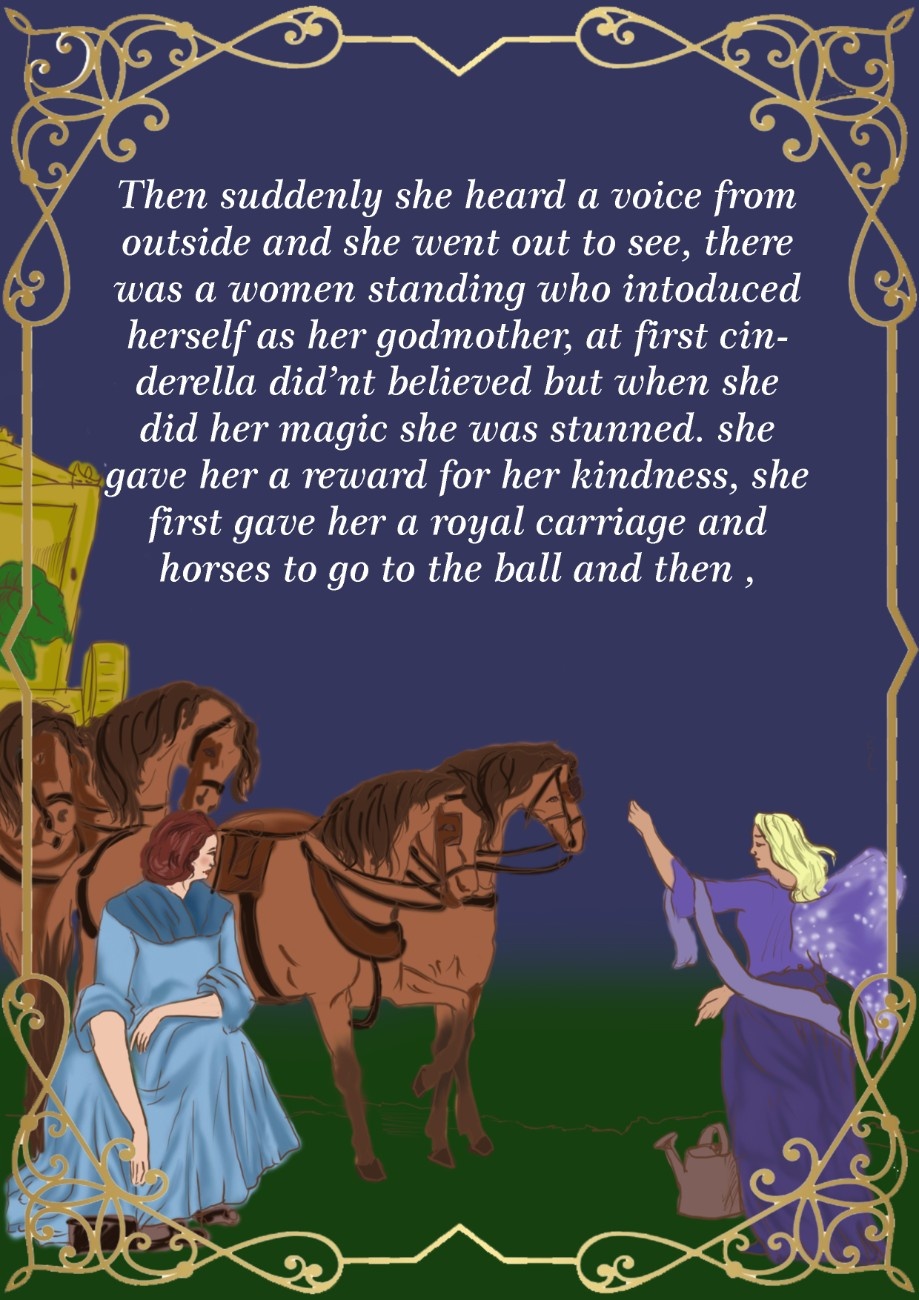 Then suddenly she heard a voice from
outside and she went out to see, there
was a women standing who intoduced
herself as her godmother, at first cin-
derella did’nt believed but when she
did her magic she was stunned. she
gave her a reward for her kindness, she
first gave her a royal carriage and
horses to go to the ball and then ,